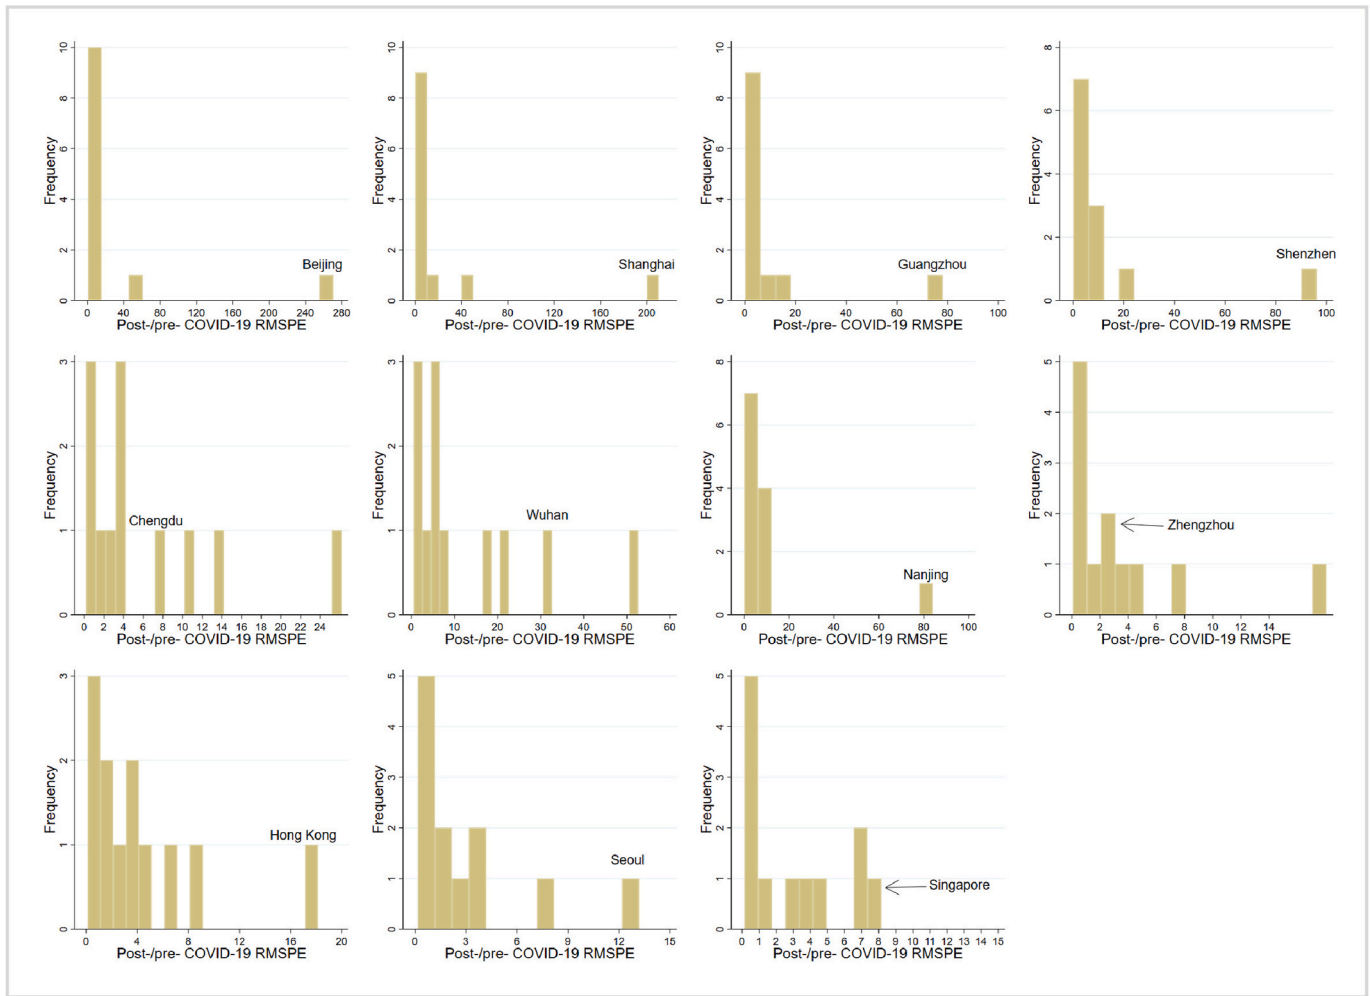 10
8
6
4
2
0
Frequency
Beijing
0 40 80 120 160 200 240 280
Post-/pre- COVID-19 RMSPE
10
8
6
4
2
0
Frequency
Shanghai
0 40 80 120 160 200
Post-/pre- COVID-19 RMSPE
10
8
6
4
2
0
Frequency
Guangzhou
0 20 40 60 80 100
Post-/pre- COVID-19 RMSPE
8
6
4
2
0
Frequency
Shenzhen
0 20 40 60 80 100
Post-/pre- COVID-19 RMSPE
3
2
1
0
Frequency
Chengdu
0 2 4 6 8 10 12 14 16 18 20 22 24
Post-/pre- COVID-19 RMSPE
3
2
1
0
Frequency
Wuhan
0 10 20 30 40 50 60
Post-/pre- COVID-19 RMSPE
8
6
4
2
0
Frequency
Nanjing
0 20 40 60 80 100
Post-/pre- COVID-19 RMSPE
5
4
3
2
1
0
Frequency
Zhengzhou
0 2 4 6 8 10 12 14
Post-/pre- COVID-19 RMSPE
3
2
1
0
Frequency
Hong Kong
0 4 8 12 16 20
Post-/pre- COVID-19 RMSPE
5
4
3
2
1
0
Frequency
Seoul
0 3 6 9 12 15
Post-/pre- COVID-19 RMSPE
5
4
3
2
1
0
Frequency
Singapore
0 1 2 3 4 5 6 7 8 9 10 11 12 13 14 15
Post-/pre- COVID-19 RMSPE